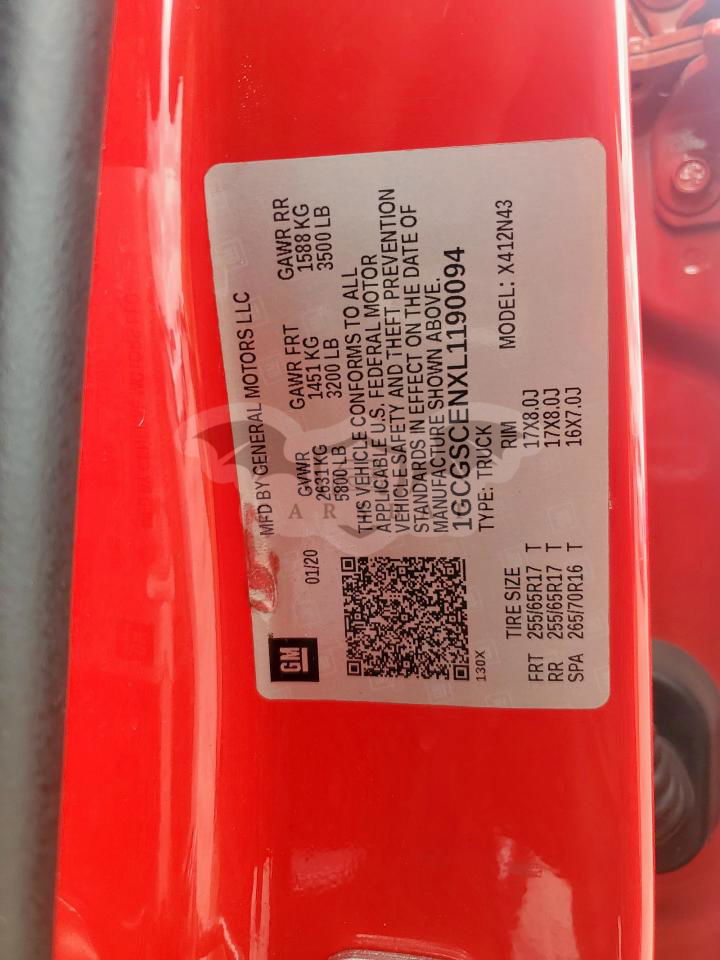 MFD BY GENERAL MOTORS LLC
GM
01/20
GVWR GAWR FRT GAWR RR
2631 KG 1451 KG 1588 KG
5800 LB 3200 LB 3500 LB
THIS VEHICLE CONFORMS TO ALL
APPLICABLE U.S. FEDERAL MOTOR
VEHICLE SAFETY AND THEFT PREVENTION
STANDARDS IN EFFECT ON THE DATE OF
MANUFACTURE SHOWN ABOVE.
1GCGSCENXL1190094
130X
TYPE: TRUCK MODEL: X412N43
TIRE SIZE RIM
FRT 255/65R17 T 17X8.0J
RR 255/65R17 T 17X8.0J
SPA 265/70R16 T 16X7.0J